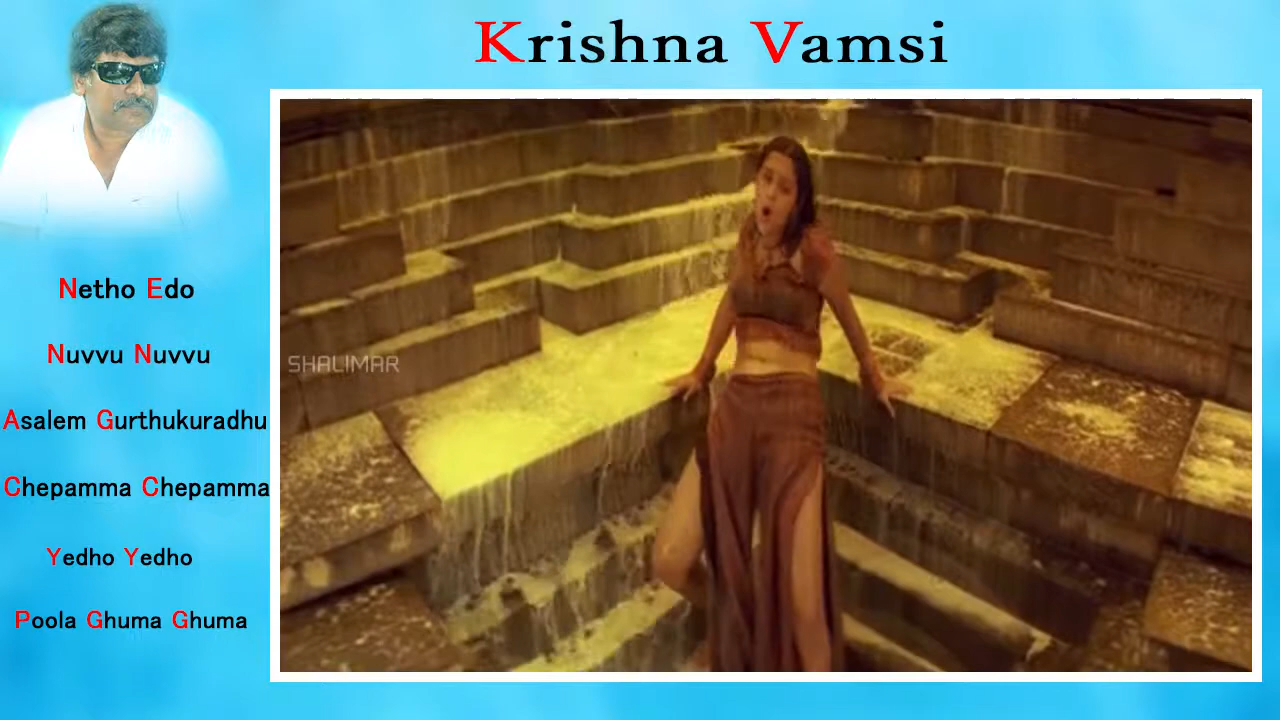 Krishna Vamsi
Netho Edo
Nuvvu Nuvvu
Asalem Gurthukuradhu
Chepamma Chepamma
Yedho Yedho
Poola Ghuma Ghuma
SHALIMAR